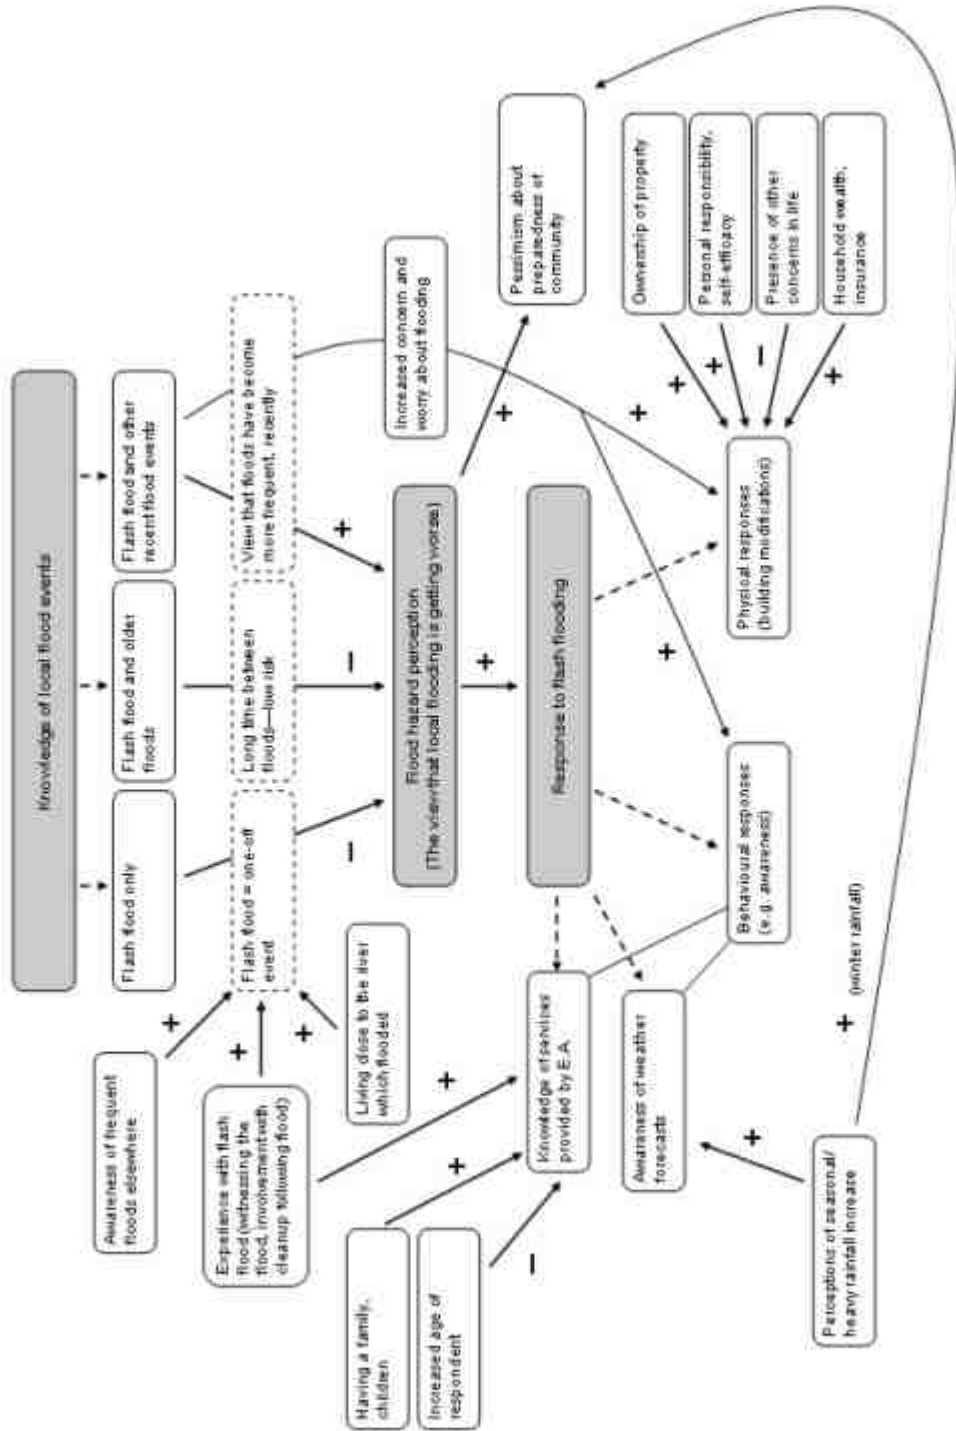 Knowledge of local flood events
Flash flood only
Flash flood and older
floods
Flash flood and other
recent flood events
Awareness of frequent
floods elsewhere
Flash flood = one-off
event
Long time between
floods—low risk
View that floods have become
more frequent, recently
Experience with flash
flood (witnessing the
flood, involvement with
cleanup following flood)
+
+
+
Living close to the river
which flooded
−
−
+
Increased concern and
worry about flooding
Having a family,
children
Increased age of
respondent
+
+
−
Flood hazard perception
(The view that local flooding is getting worse)
+
+
Pessimism about
preparedness of
community
Knowledge of services
provided by E.A.
Response to flash flooding
Awareness of weather
forecasts
+
+
Ownership of property
Personal responsibility,
self-efficacy
Presence of other
concerns in life
Household wealth,
insurance
+
+
−
+
Behavioural responses
(e.g. awareness)
Physical responses
(building modifications)
+
Perceptions of seasonal/
heavy rainfall increase
+
(winter rainfall)